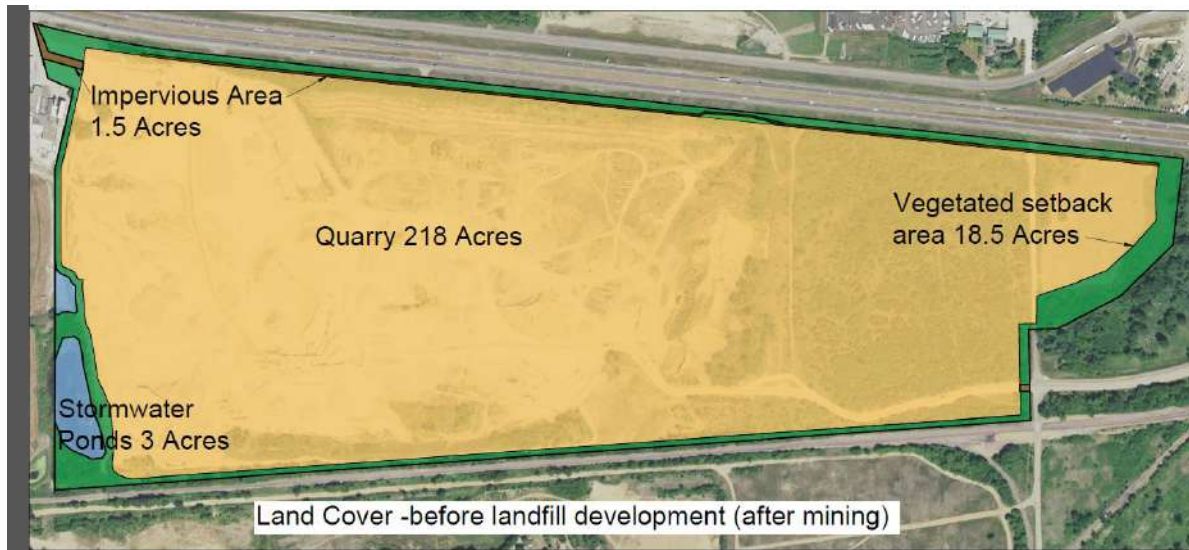 Impervious Area
1.5 Acres
Quarry 218 Acres
Vegetated setback
area 18.5 Acres
Stormwater
Ponds 3 Acres
Land Cover -before landfill development (after mining)